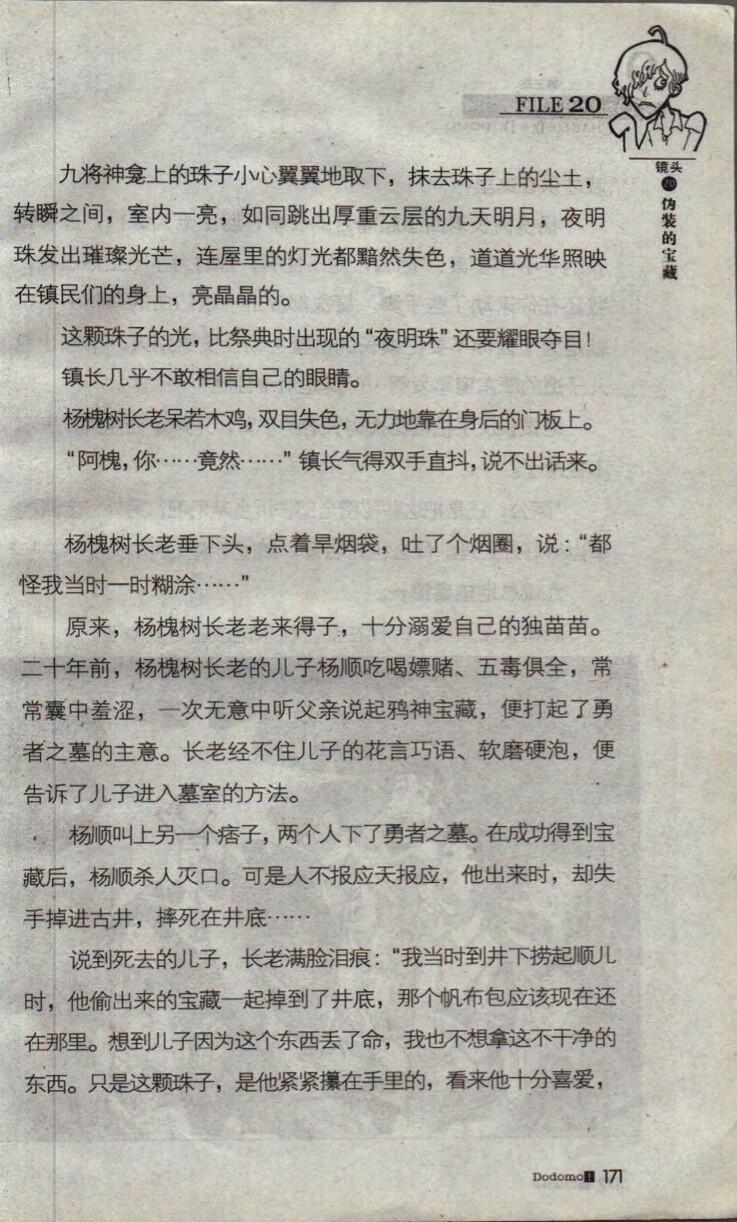 FILE 20
镜头
20
伪装的宝藏
九将神龛上的珠子小心翼翼地取下，抹去珠子上的尘土，
转瞬之间，室内一亮，如同跳出厚重云层的九天明月，夜明
珠发出璀璨光芒，连屋里的灯光都黯然失色，道道光华照映
在镇民们的身上，亮晶晶的。
这颗珠子的光，比祭典时出现的“夜明珠”还要耀眼夺目！
镇长几乎不敢相信自己的眼睛。
杨槐树长老呆若木鸡，双目失色，无力地靠在身后的门板上。
“阿槐，你……竟然……”镇长气得双手直抖，说不出话来。
杨槐树长老垂下头，点着旱烟袋，吐了个烟圈，说：“都
怪我当时一时糊涂……”
原来，杨槐树长老老来得子，十分溺爱自己的独苗苗。
二十年前，杨槐树长老的儿子杨顺吃喝嫖赌、五毒俱全，常
常囊中羞涩，一次无意中听父亲说起鸦神宝藏，便打起了勇
者之墓的主意。长老经不住儿子的花言巧语、软磨硬泡，便
告诉了儿子进入墓室的方法。
杨顺叫上另一个痞子，两个人下了勇者之墓。在成功得到宝
藏后，杨顺杀人灭口。可是人不报应天报应，他出来时，却失
手掉进古井，摔死在井底……
说到死去的儿子，长老满脸泪痕：“我当时到井下捞起顺儿
时，他偷出来的宝藏一起掉到了井底，那个帆布包应该现在还
在那里。想到儿子因为这个东西丢了命，我也不想拿这不干净的
东西。只是这颗珠子，是他紧紧攥在手里的，看来他十分喜爱，
Dodomo! 171